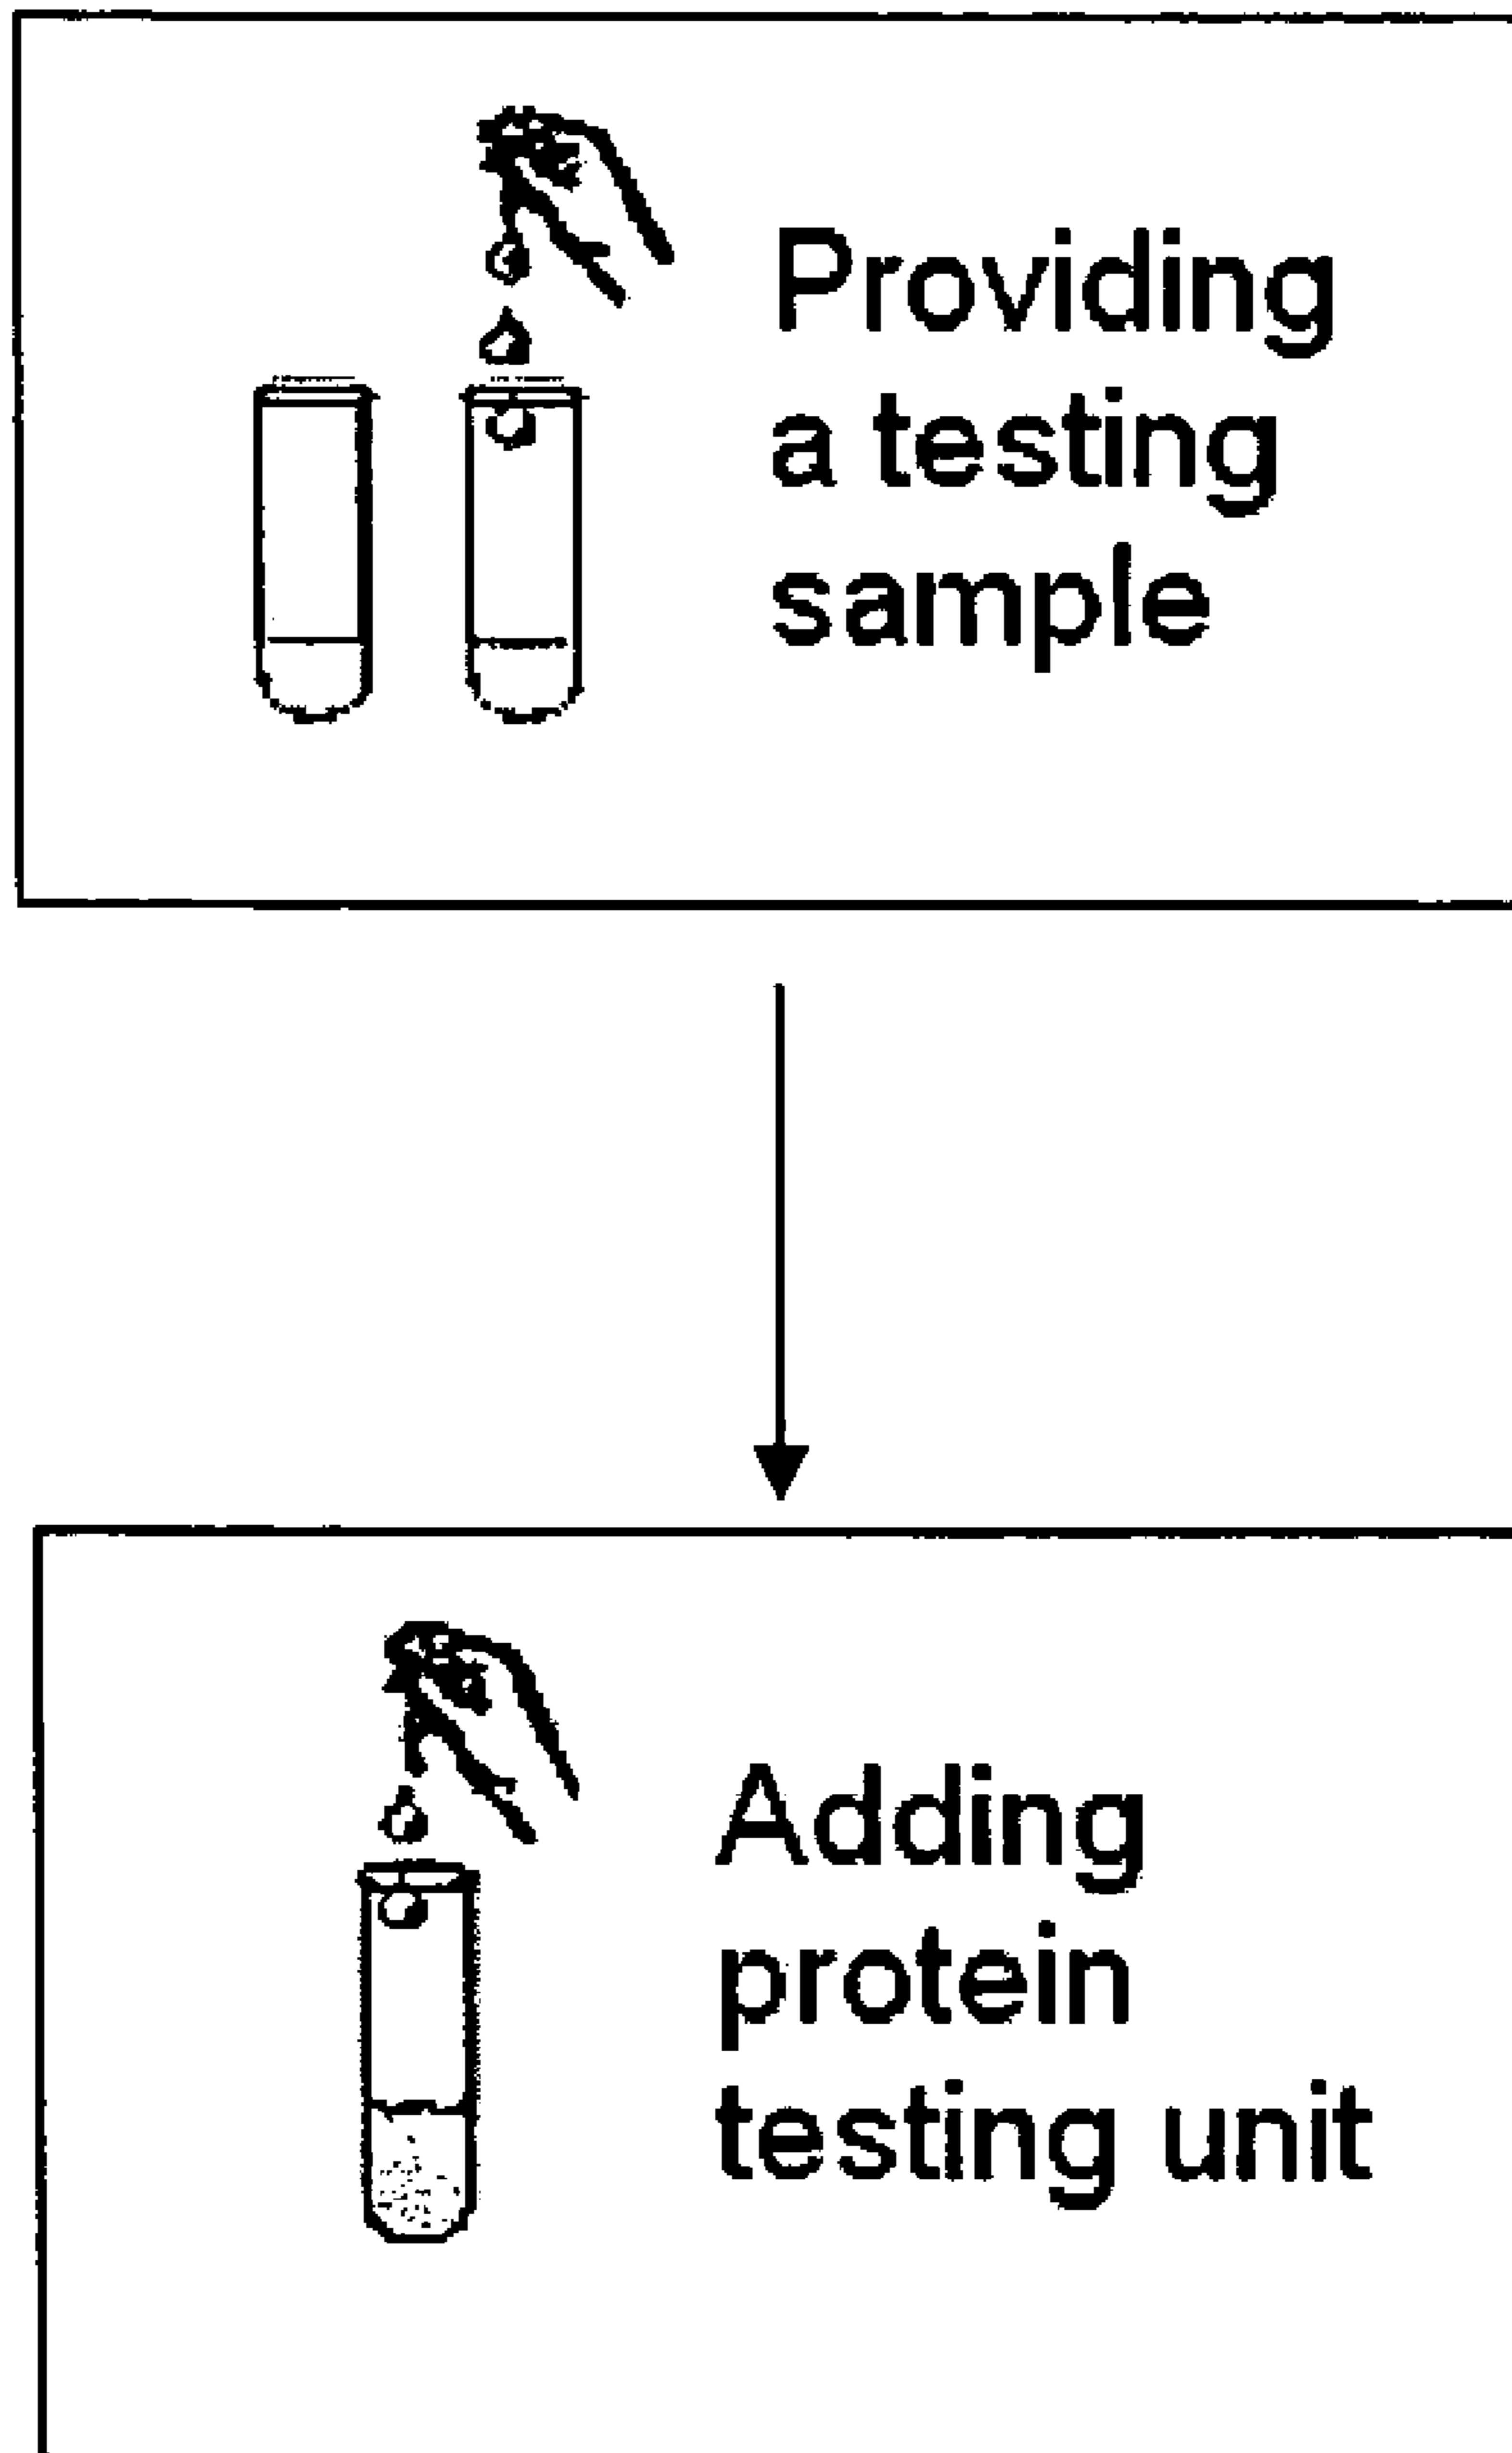 Providing
a testing
sample
Adding
protein
testing unit